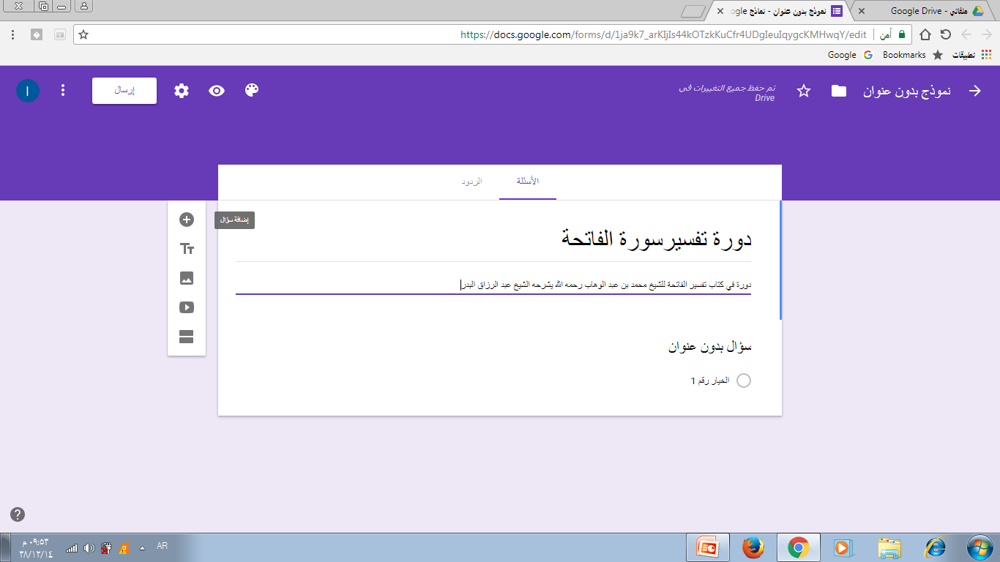 ملفاتي - Google Drive
نموذج بدون عنوان - نماذج Google
آمن
https://docs.google.com/forms/d/1ja9k7_arKIjIs44kOTzkKuCfr4UDgIeuIqygcKMHwqY/edit
تطبيقات
Bookmarks
Google
نموذج بدون عنوان
تم حفظ جميع التغييرات في
Drive
إرسال
ا
الأسئلة
الردود
إضافة سؤال
Tт
دورة تفسيرسورة الفاتحة
دورة في كتاب تفسير الفاتحة للشيخ محمد بن عبد الوهاب رحمه الله يشرحه الشيخ عبد الرزاق البدر
سؤال بدون عنوان
الخيار رقم 1
AR
٠٩:٥٣ م
٣٨/١٢/١٤